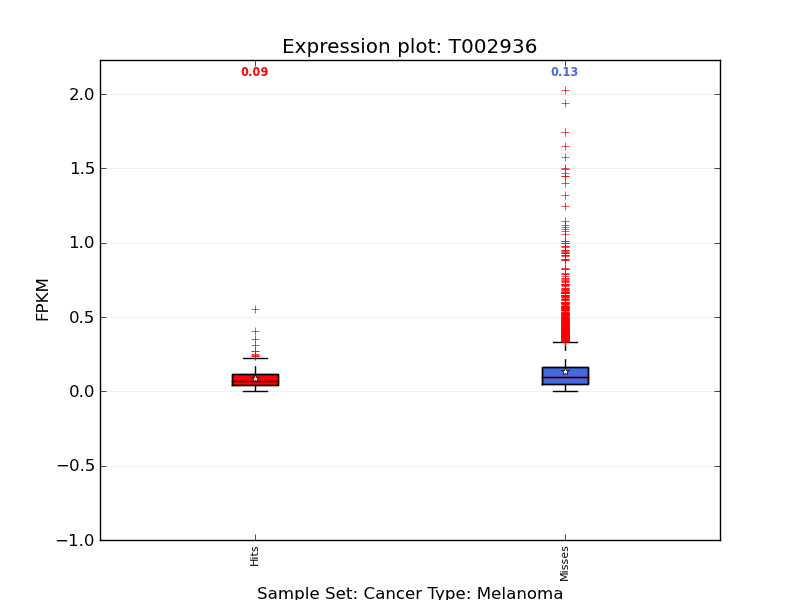 Expression plot: T002936
0.09
0.13
2.0
1.5
1.0
0.5
0.0
−0.5
−1.0
FPKM
Hits
Misses
Sample Set: Cancer Type: Melanoma